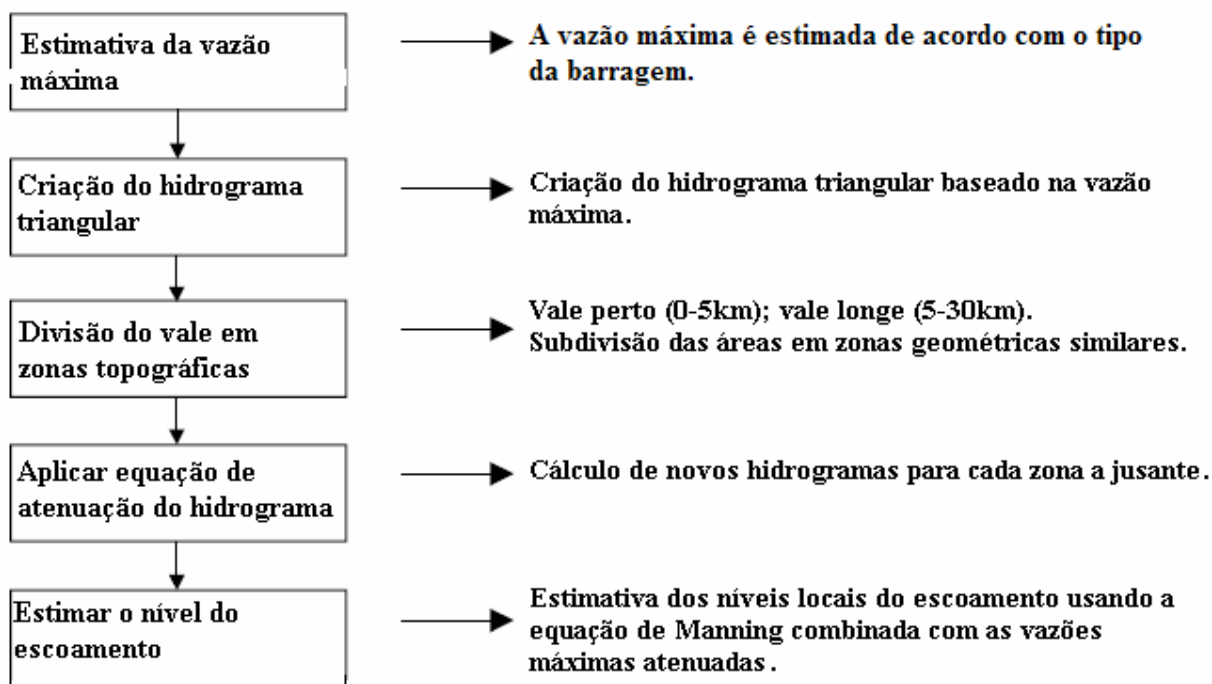 Estimativa da vazão
máxima
A vazão máxima é estimada de acordo com o tipo
da barragem.
Criação do hidrograma
triangular
Criação do hidrograma triangular baseado na vazão
máxima.
Divisão do vale em
zonas topográficas
Vale perto (0-5km); vale longe (5-30km).
Subdivisão das áreas em zonas geométricas similares.
Aplicar equação de
atenuação do hidrograma
Cálculo de novos hidrogramas para cada zona a jusante.
Estimar o nível do
escoamento
Estimativa dos níveis locais do escoamento usando a
equação de Manning combinada com as vazões
máximas atenuadas.